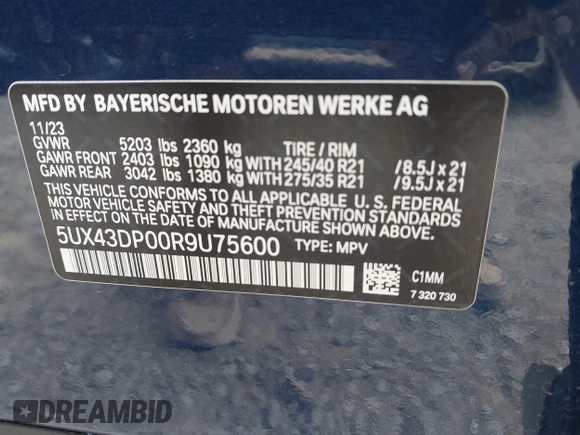 MFD BY BAYERISCHE MOTOREN WERKE AG
11/23
GVWR 5203 lbs 2360 kg TIRE / RIM
GAWR FRONT 2403 lbs 1090 kg WITH 245/40 R21 /8.5J x 21
GAWR REAR 3042 lbs 1380 kg WITH 275/35 R21 /9.5J x 21
THIS VEHICLE CONFORMS TO ALL APPLICABLE U. S. FEDERAL
MOTOR VEHICLE SAFETY AND THEFT PREVENTION STANDARDS
IN EFFECT ON THE DATE OF MANUFACTURE SHOWN ABOVE.
5UX43DP00R9U75600 TYPE: MPV
C1MM
7 320 730
DREAMBID